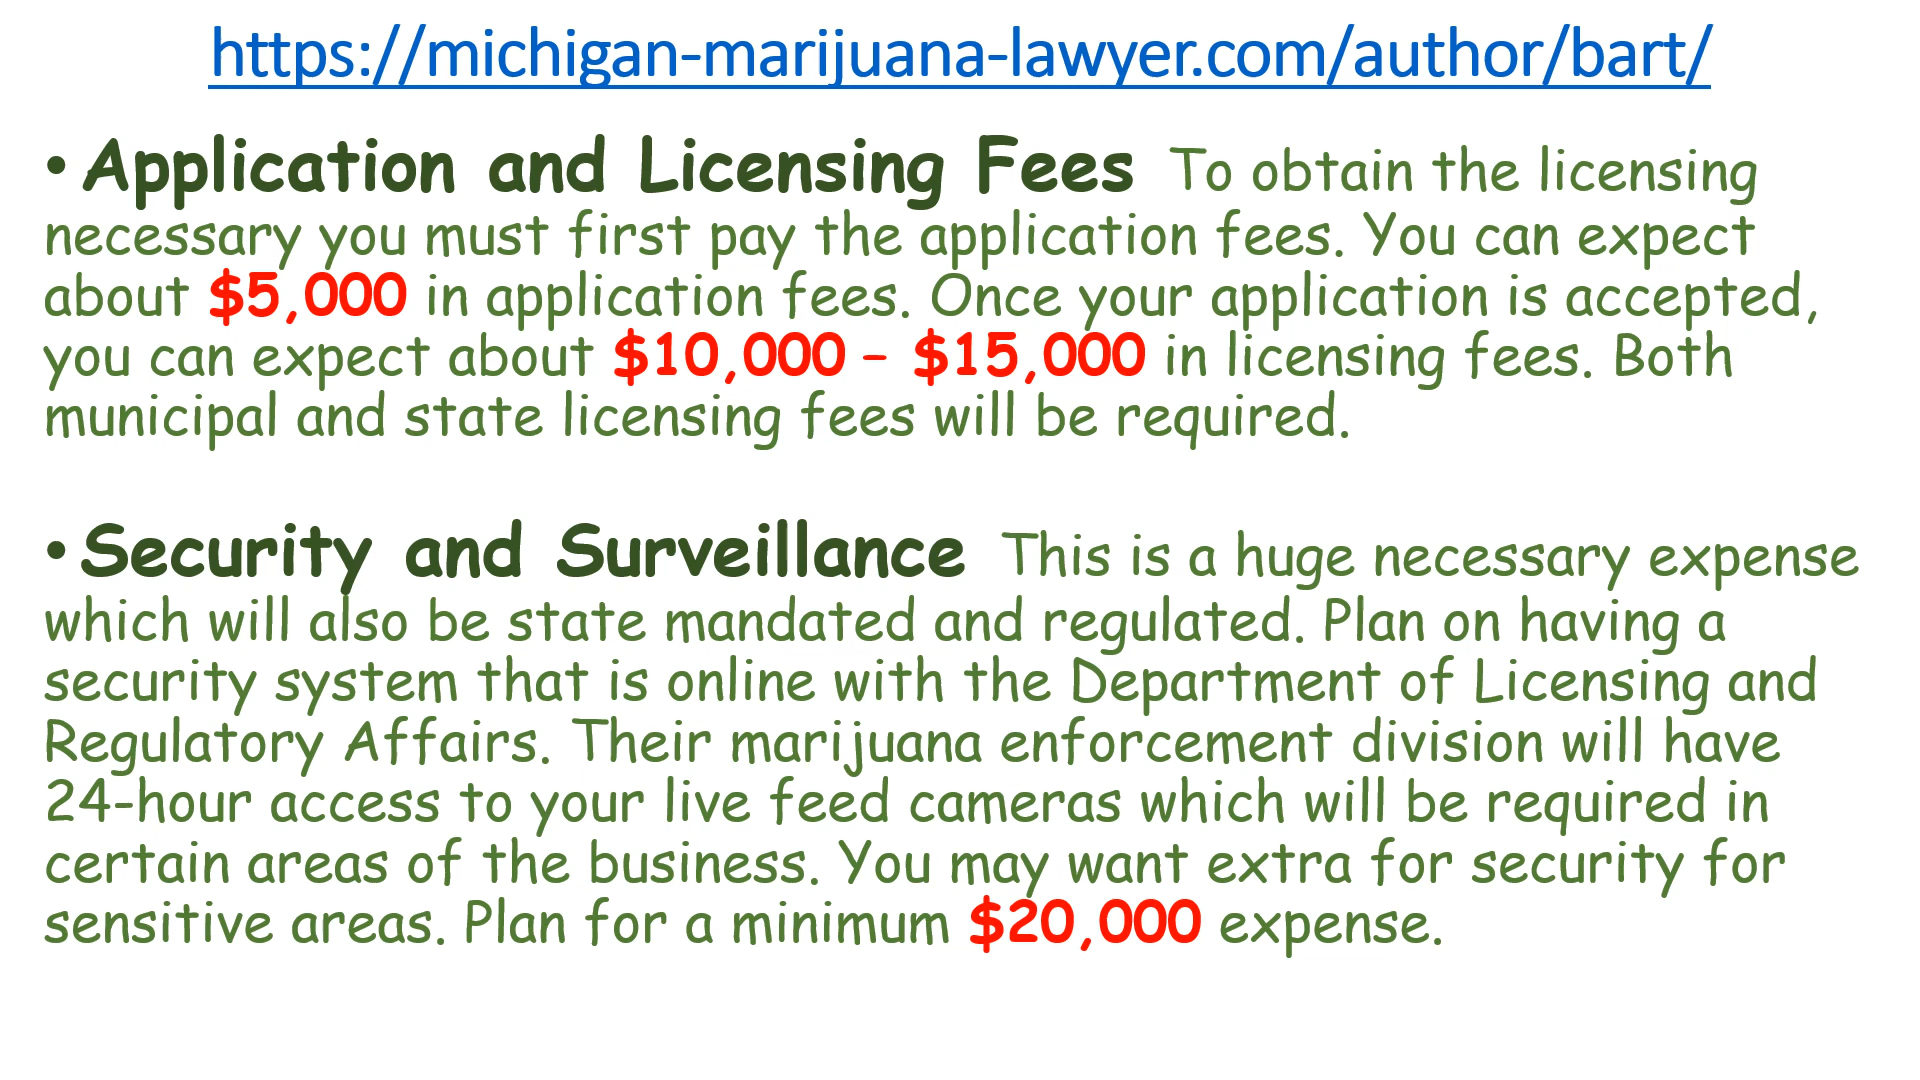 https://michigan-marijuana-lawyer.com/author/bart/
• Application and Licensing Fees To obtain the licensing
necessary you must first pay the application fees. You can expect
about $5,000 in application fees. Once your application is accepted,
you can expect about $10,000 – $15,000 in licensing fees. Both
municipal and state licensing fees will be required.
• Security and Surveillance This is a huge necessary expense
which will also be state mandated and regulated. Plan on having a
security system that is online with the Department of Licensing and
Regulatory Affairs. Their marijuana enforcement division will have
24-hour access to your live feed cameras which will be required in
certain areas of the business. You may want extra for security for
sensitive areas. Plan for a minimum $20,000 expense.